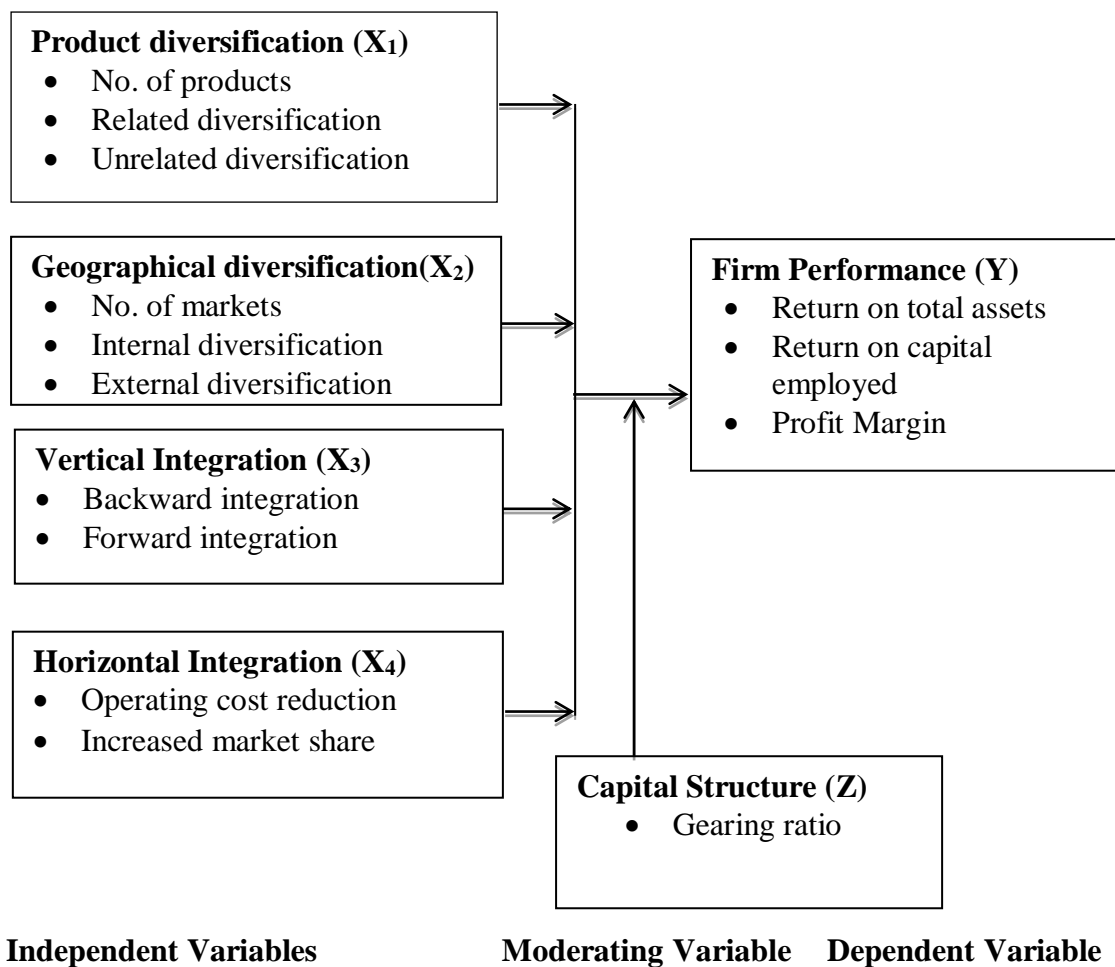 Product diversification (X₁)
• No. of products
• Related diversification
• Unrelated diversification
Geographical diversification(X₂)
• No. of markets
• Internal diversification
• External diversification
Vertical Integration (X₃)
• Backward integration
• Forward integration
Horizontal Integration (X₄)
• Operating cost reduction
• Increased market share
Firm Performance (Y)
• Return on total assets
• Return on capital
employed
• Profit Margin
Capital Structure (Z)
• Gearing ratio
Independent Variables
Moderating Variable
Dependent Variable